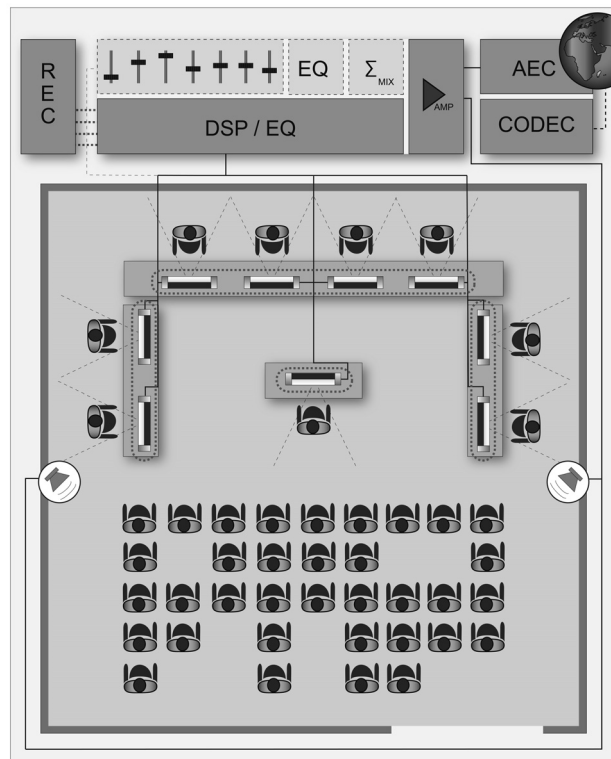 R
E
C
EQ
Σ MIX
AMP
AEC
DSP / EQ
CODEC